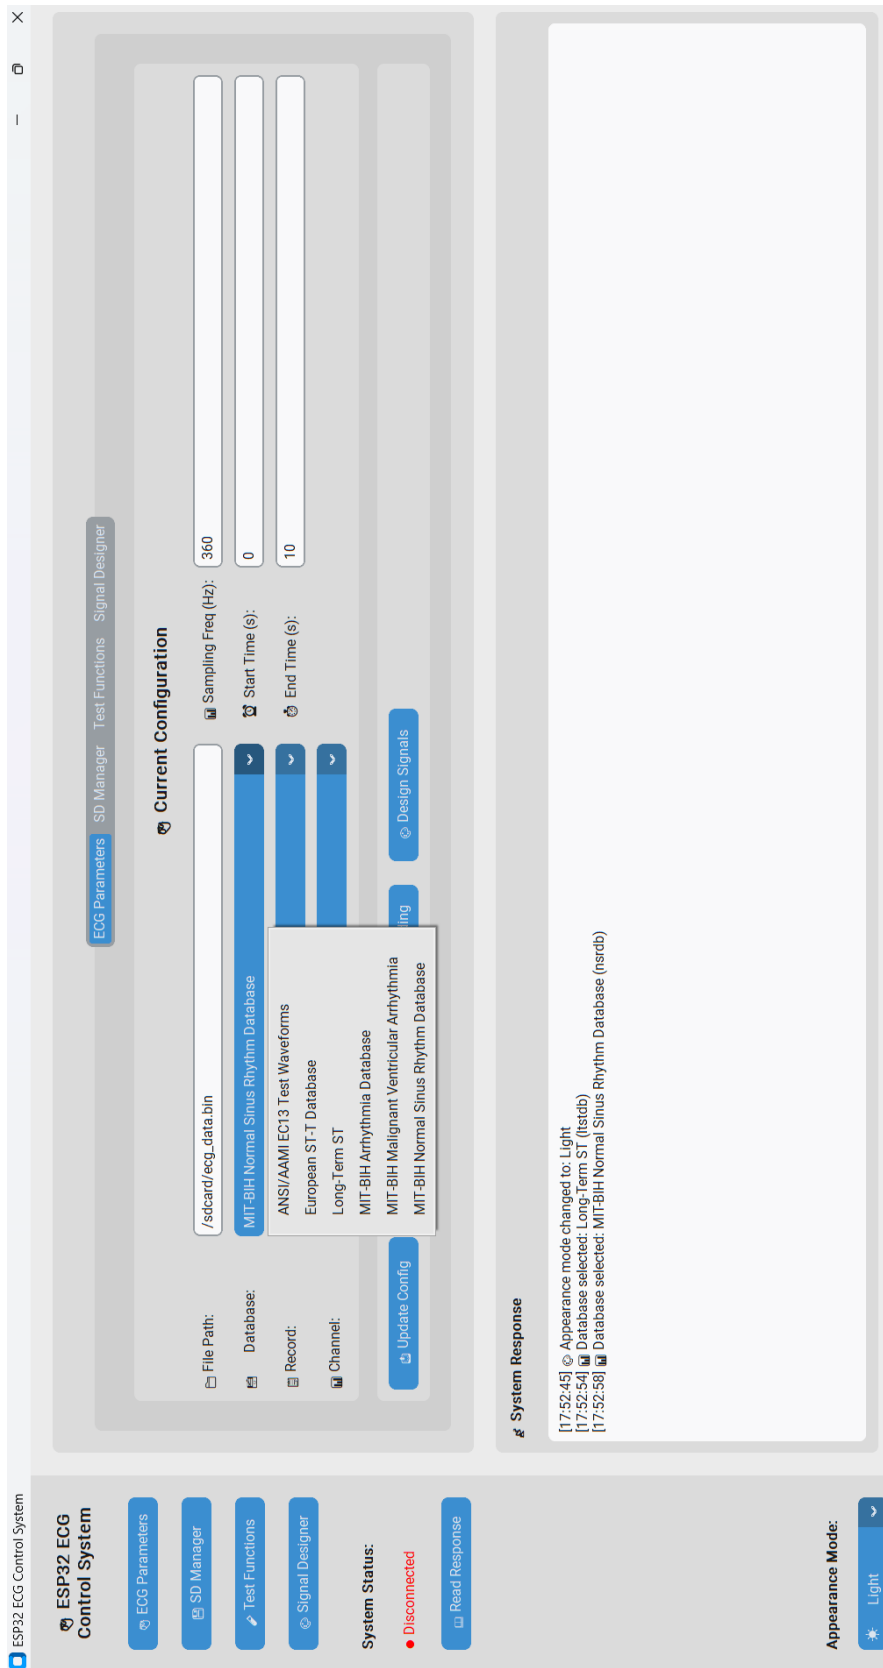 ESP32 ECG Control System
ESP32 ECG
Control System
ECG Parameters
SD Manager
Test Functions
Signal Designer
System Status:
Disconnected
Read Response
Appearance Mode:
Light
ECG Parameters SD Manager Test Functions Signal Designer
Current Configuration
File Path: /sdcard/ecg_data.bin Sampling Freq (Hz): 360
Database: MIT-BIH Normal Sinus Rhythm Database Start Time (s): 0
Record: End Time (s): 10
Channel:
ANSI/AAMI EC13 Test Waveforms
European ST-T Database
Long-Term ST
MIT-BIH Arrhythmia Database
MIT-BIH Malignant Ventricular Arrhythmia
MIT-BIH Normal Sinus Rhythm Database
Update Config Design Signals
System Response
[17:52:45] Appearance mode changed to: Light
[17:52:54] Database selected: Long-Term ST (ltstdb)
[17:52:58] Database selected: MIT-BIH Normal Sinus Rhythm Database (nsrdb)